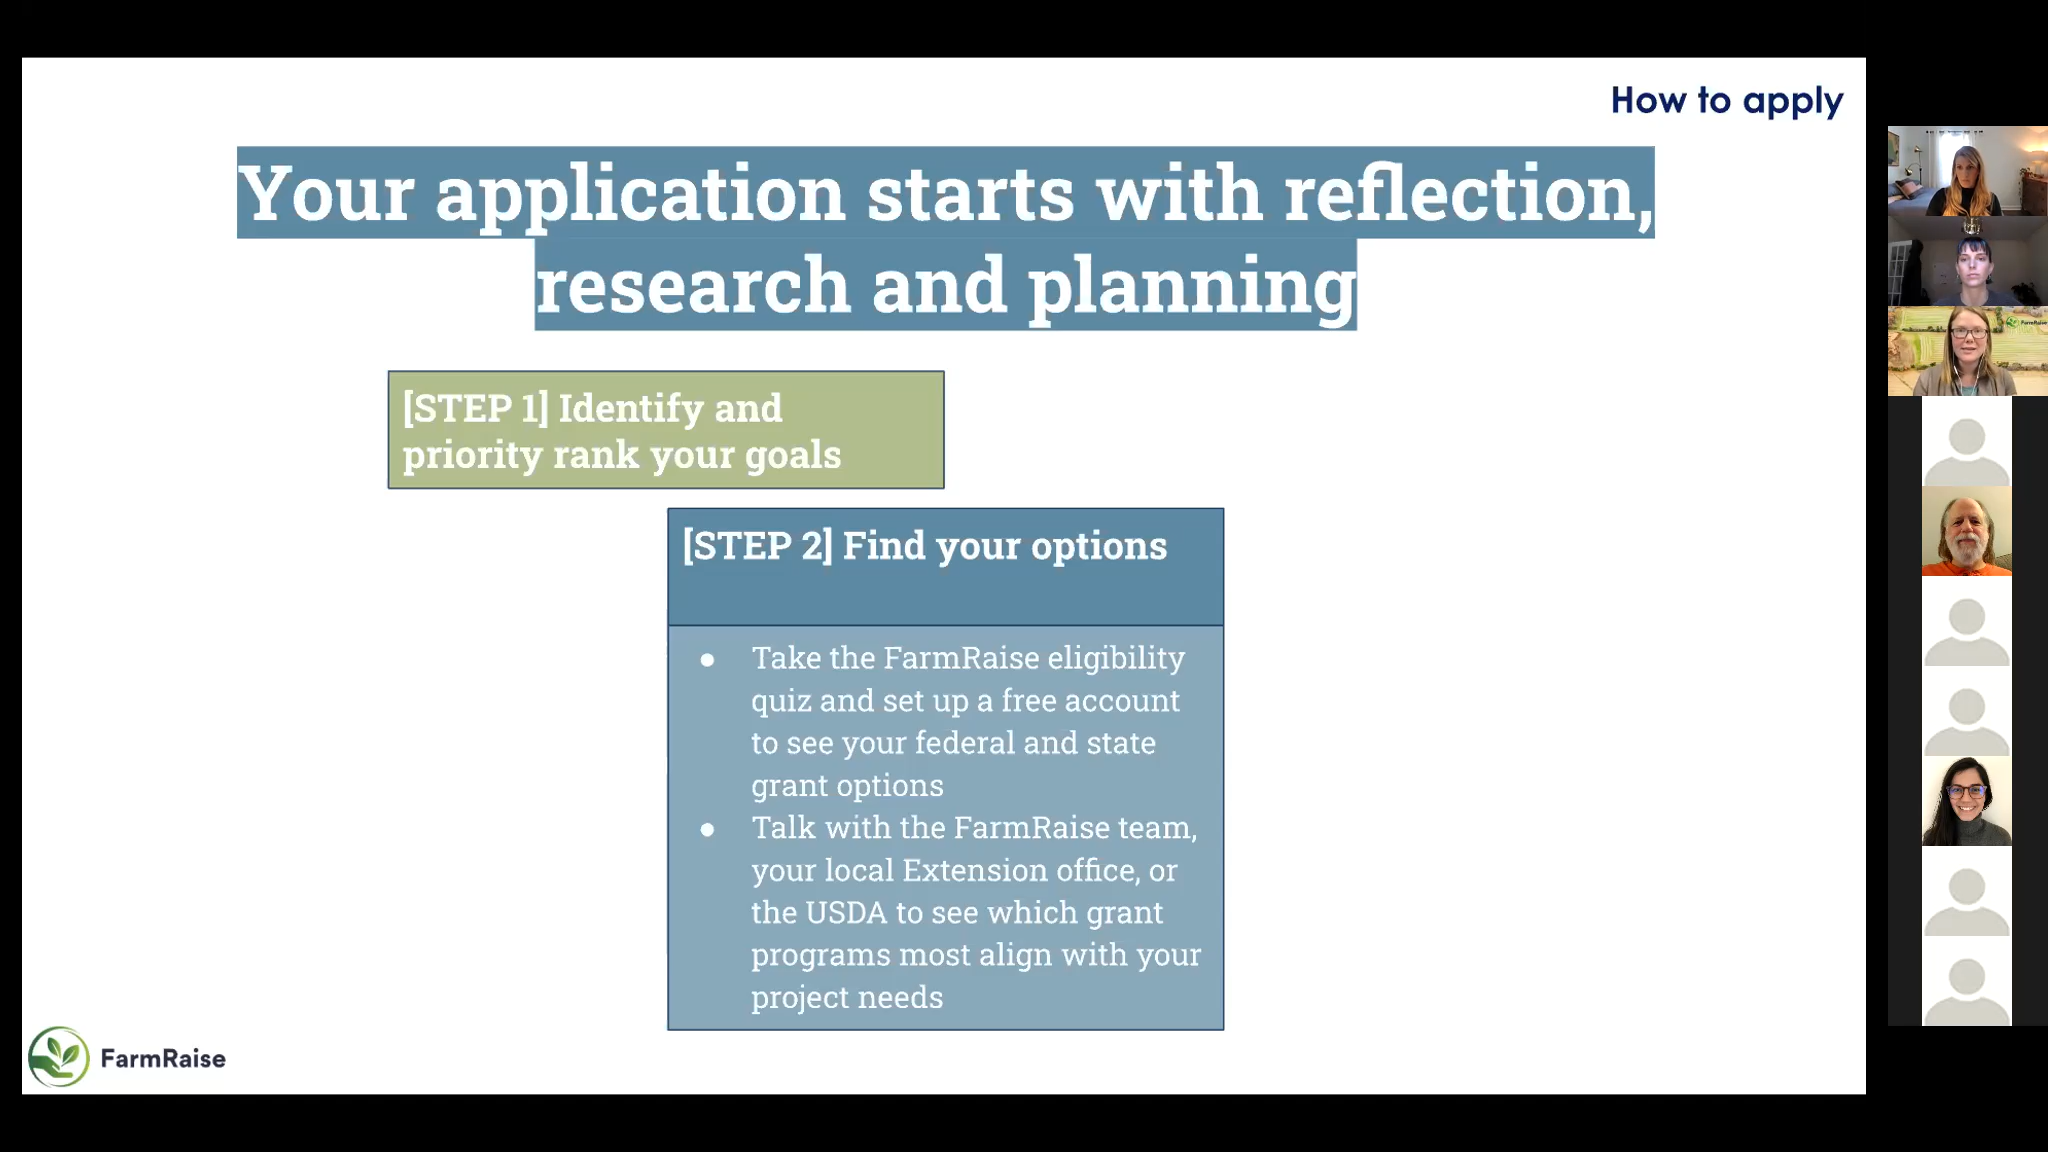 How to apply
Your application starts with reflection,
research and planning
[STEP 1] Identify and
priority rank your goals
[STEP 2] Find your options
● Take the FarmRaise eligibility
quiz and set up a free account
to see your federal and state
grant options
● Talk with the FarmRaise team,
your local Extension office, or
the USDA to see which grant
programs most align with your
project needs
FarmRaise
FarmRaise